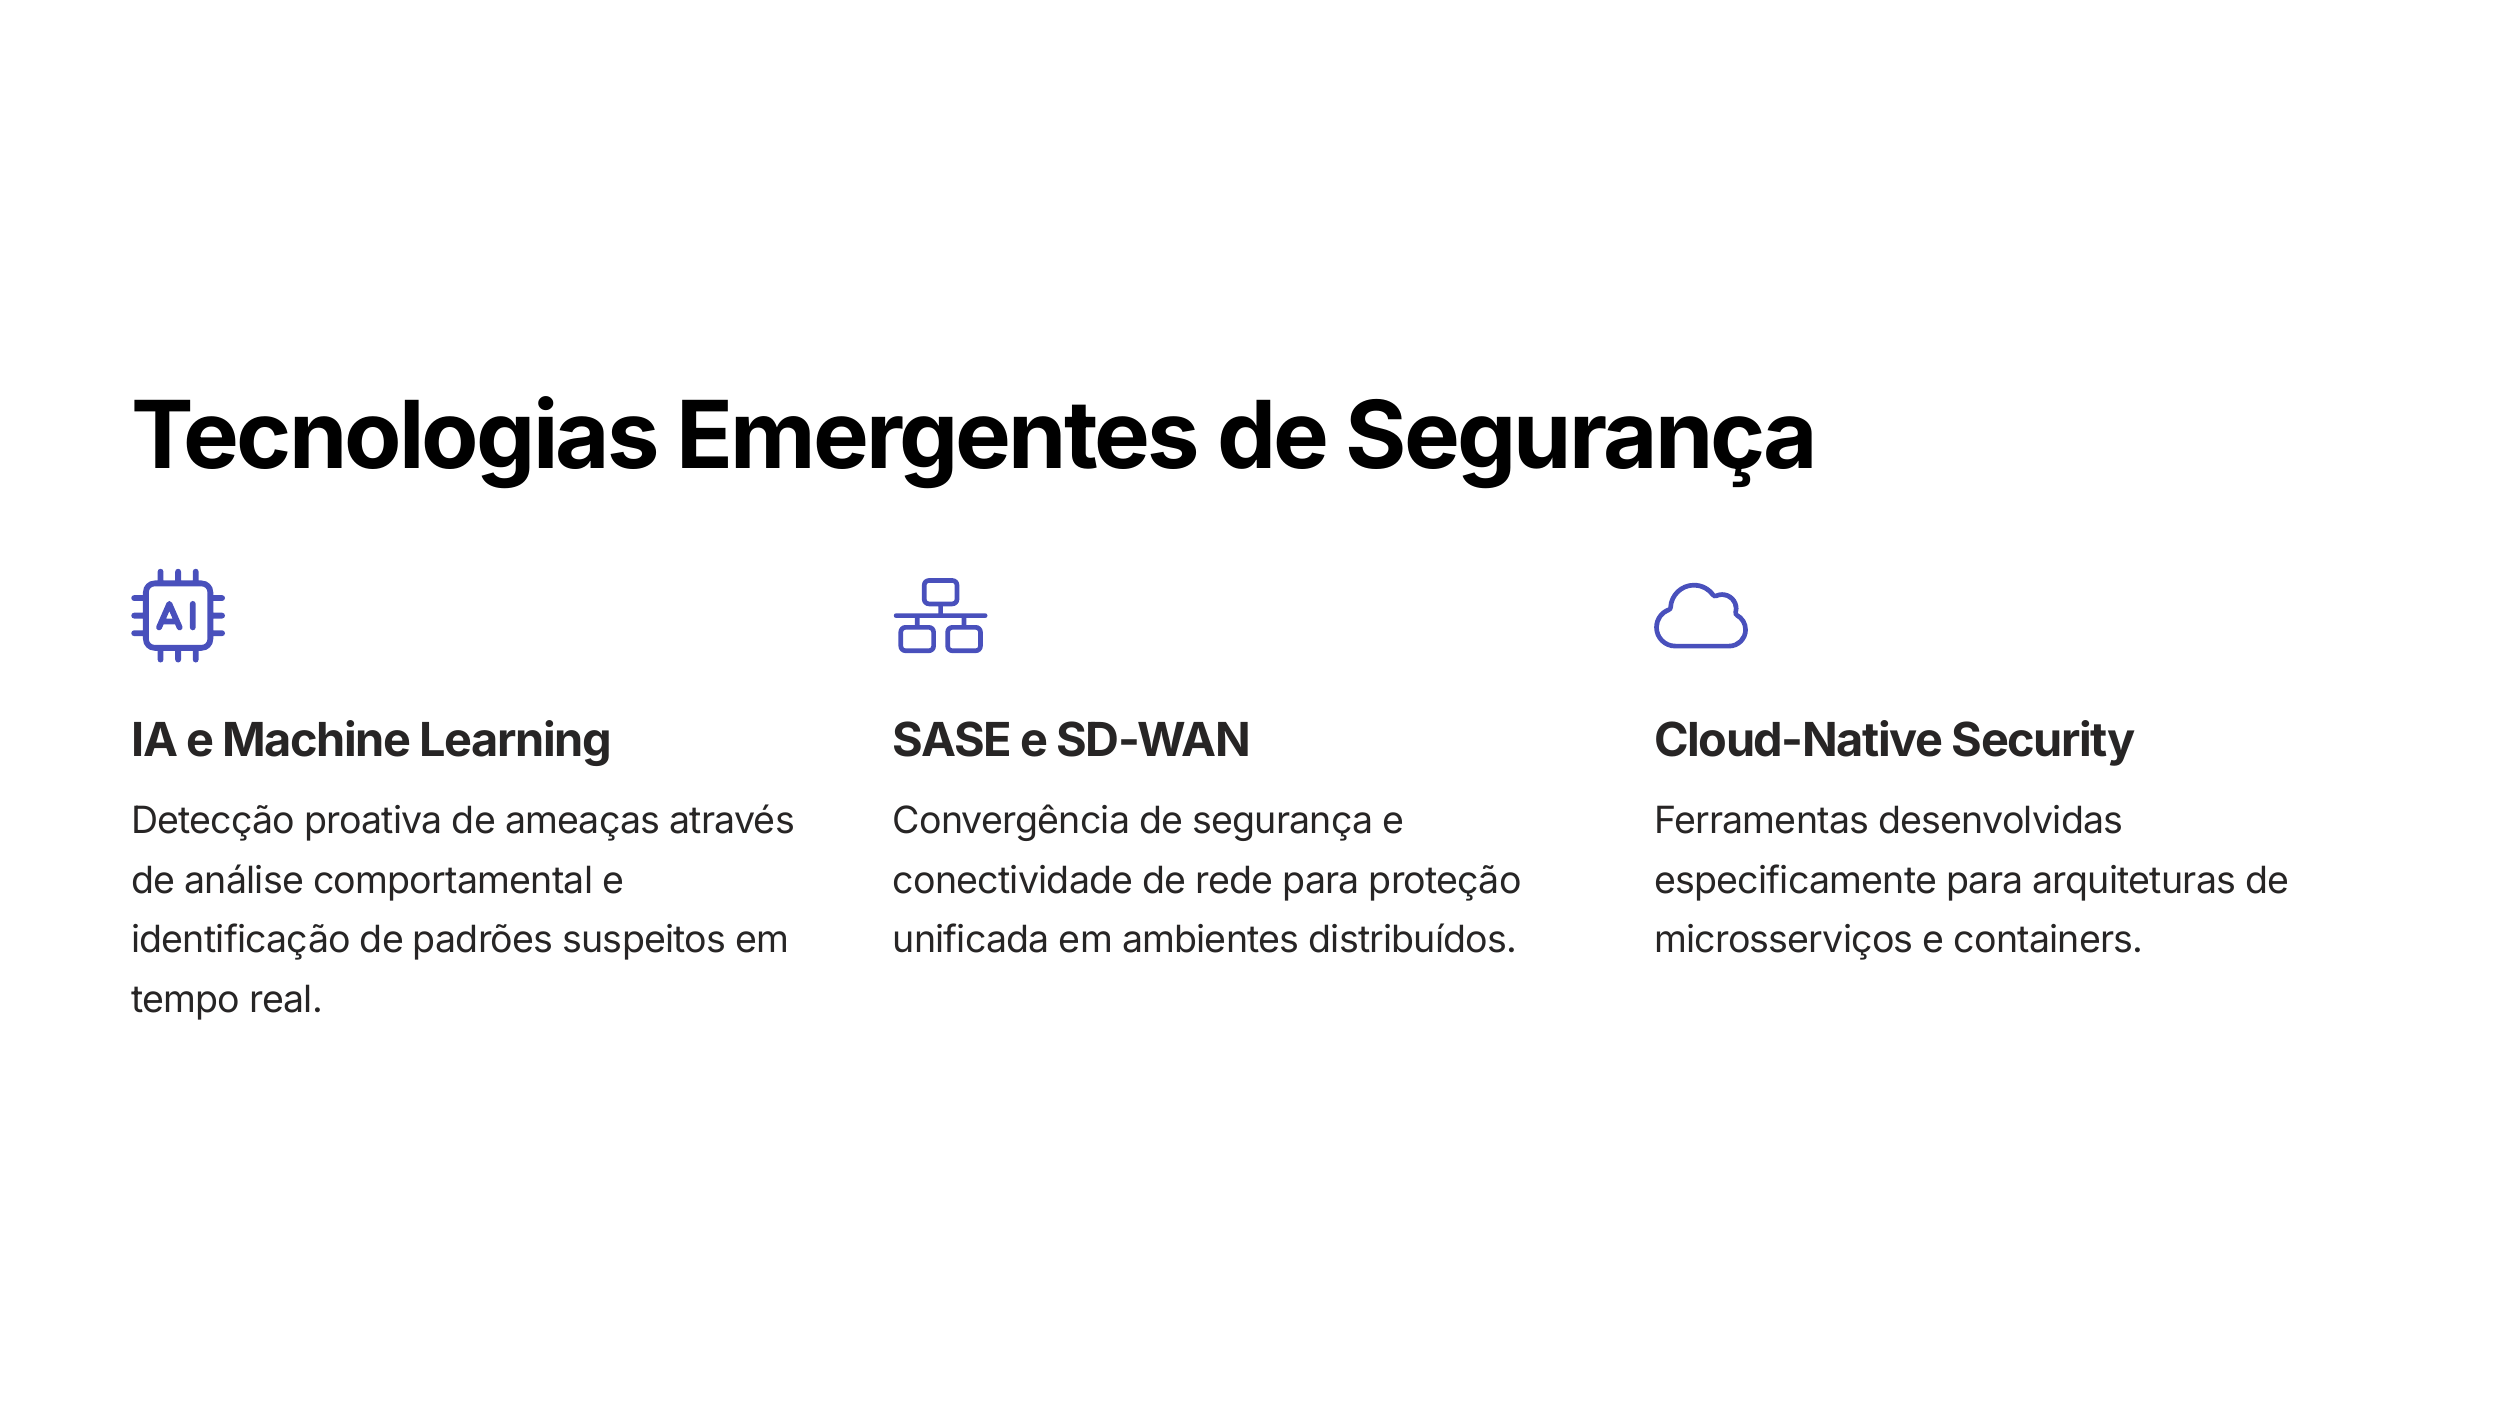 Tecnologias Emergentes de Segurança
AI
IA e Machine Learning
Detecção proativa de ameaças através
de análise comportamental e
identificação de padrões suspeitos em
tempo real.
SASE e SD-WAN
Convergência de segurança e
conectividade de rede para proteção
unificada em ambientes distribuídos.
Cloud-Native Security
Ferramentas desenvolvidas
especificamente para arquiteturas de
microsserviços e containers.